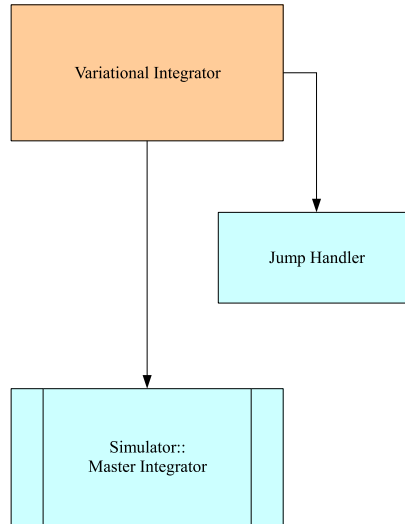 Variational Integrator
Jump Handler
Simulator::
Master Integrator